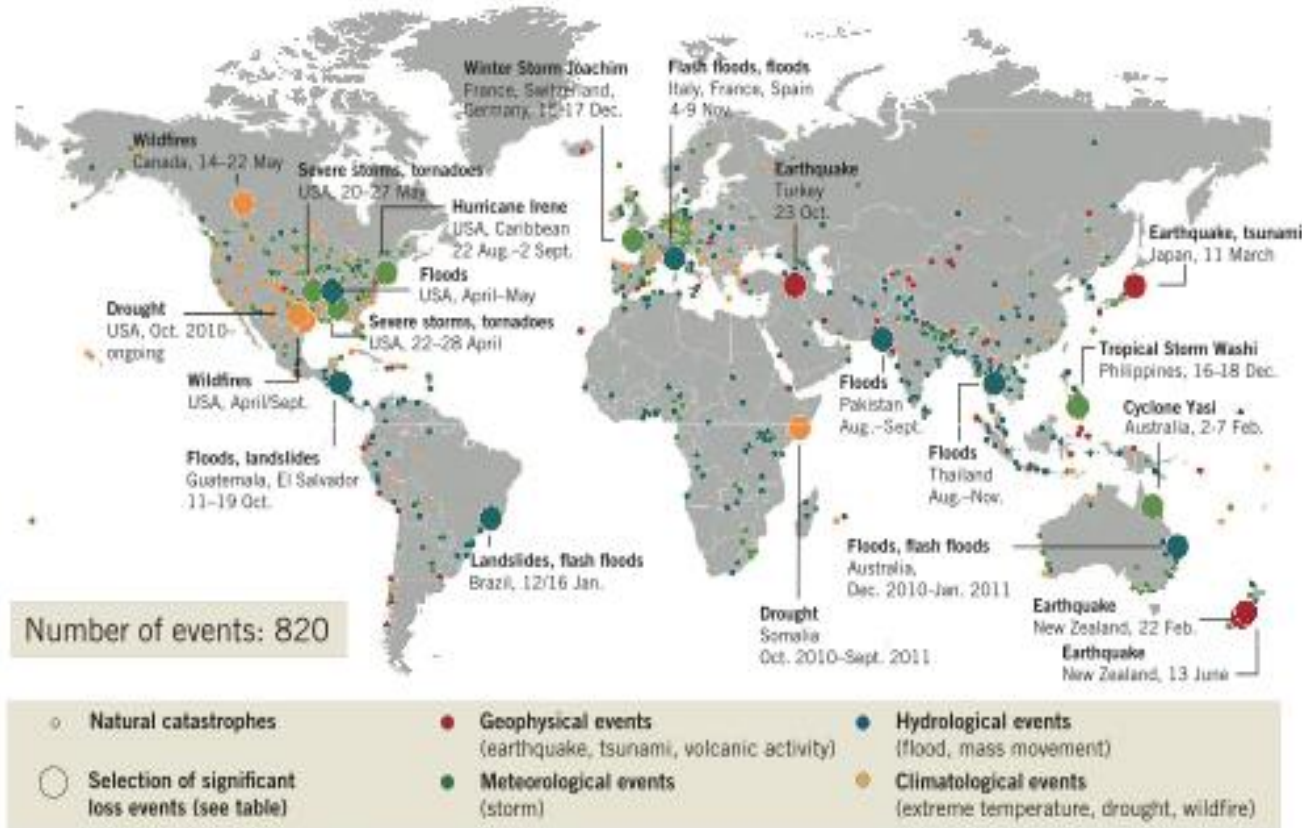 Winter Storm Joachim
France, Switzerland,
Germany, 15-17 Dec.
Flash floods, floods
Italy, France, Spain
4-9 Nov.
Wildfires
Canada, 14–22 May
Severe storms, tornadoes
USA, 20–27 May
Earthquake
Turkey
23 Oct.
Hurricane Irene
USA, Caribbean
22 Aug.–2 Sept.
Earthquake, tsunami
Japan, 11 March
Floods
USA, April–May
Drought
USA, Oct. 2010–
ongoing
Severe storms, tornadoes
USA, 22–28 April
Tropical Storm Washi
Philippines, 16–18 Dec.
Wildfires
USA, April/Sept.
Floods
Pakistan
Aug.–Sept.
Cyclone Yasi
Australia, 2-7 Feb.
Floods, landslides
Guatemala, El Salvador
11–19 Oct.
Floods
Thailand
Aug.–Nov.
Landslides, flash floods
Brazil, 12/16 Jan.
Floods, flash floods
Australia,
Dec. 2010-Jan. 2011
Drought
Somalia
Oct. 2010–Sept. 2011
Earthquake
New Zealand, 22 Feb.
Earthquake
New Zealand, 13 June
Number of events: 820
Natural catastrophes
Selection of significant
loss events (see table)
Geophysical events
(earthquake, tsunami, volcanic activity)
Meteorological events
(storm)
Hydrological events
(flood, mass movement)
Climatological events
(extreme temperature, drought, wildfire)